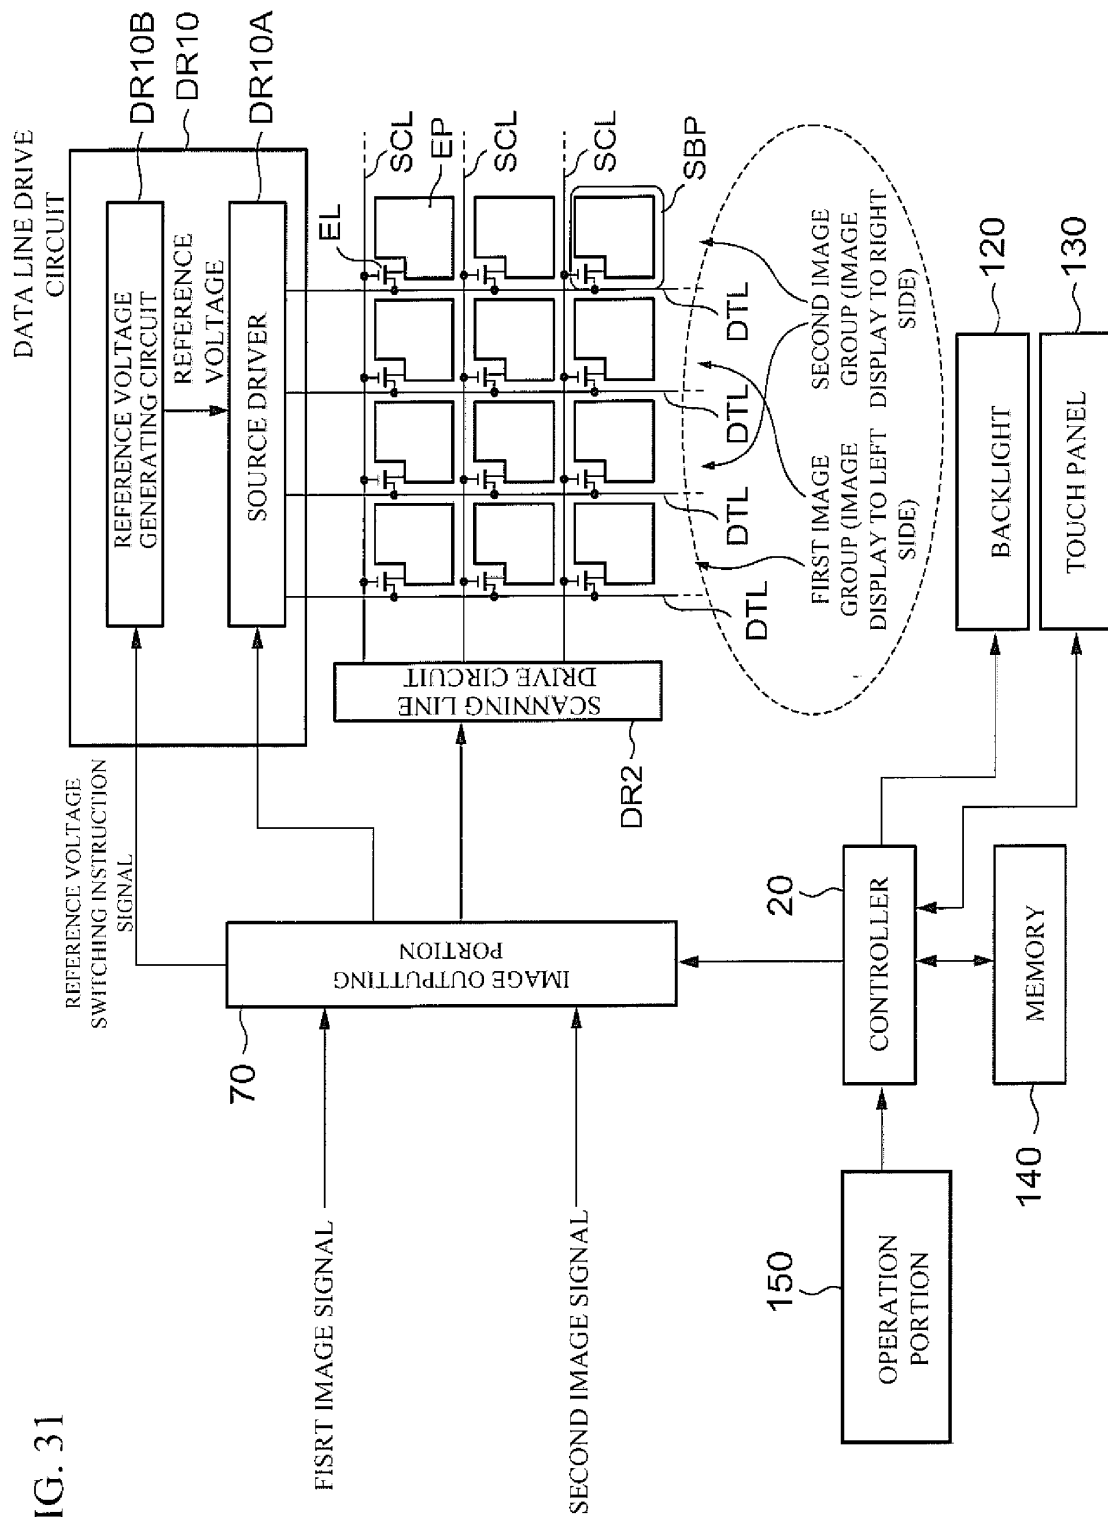 IG. 31
DATA LINE DRIVE
CIRCUIT
DR10B
DR10
DR10A
REFERENCE VOLTAGE
GENERATING CIRCUIT
REFERENCE
VOLTAGE
SOURCE DRIVER
REFERENCE VOLTAGE
SWITCHING INSTRUCTION
SIGNAL
FISRT IMAGE SIGNAL
SECOND IMAGE SIGNAL
70
IMAGE OUTPUTTING
PORTION
SCANNING LINE
DRIVE CIRCUIT
DR2
EL
SCL
EP
SCL
SCL
SBP
DTL
DTL
DTL
DTL
FIRST IMAGE
GROUP (IMAGE
DISPLAY TO LEFT
SIDE)
SECOND IMAGE
GROUP (IMAGE
DISPLAY TO RIGHT
SIDE)
150
OPERATION
PORTION
20
CONTROLLER
140
MEMORY
BACKLIGHT
120
TOUCH PANEL
130